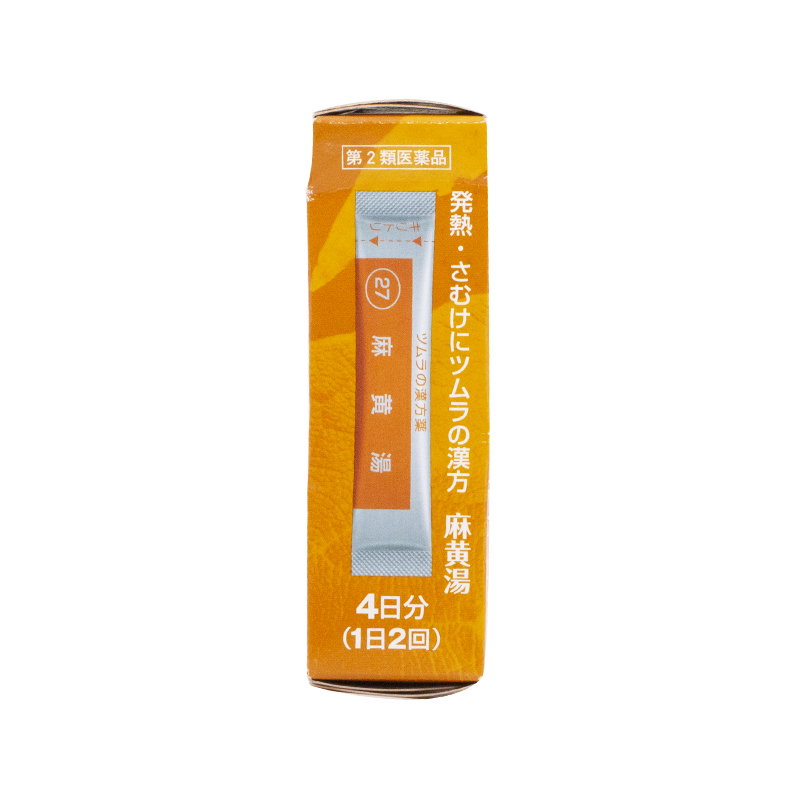 第2類医薬品
発熱・さむけにツムラの漢方 麻黄湯
キリトリ
27
麻黄湯
ツムラの漢方薬
4日分
(1日2回)